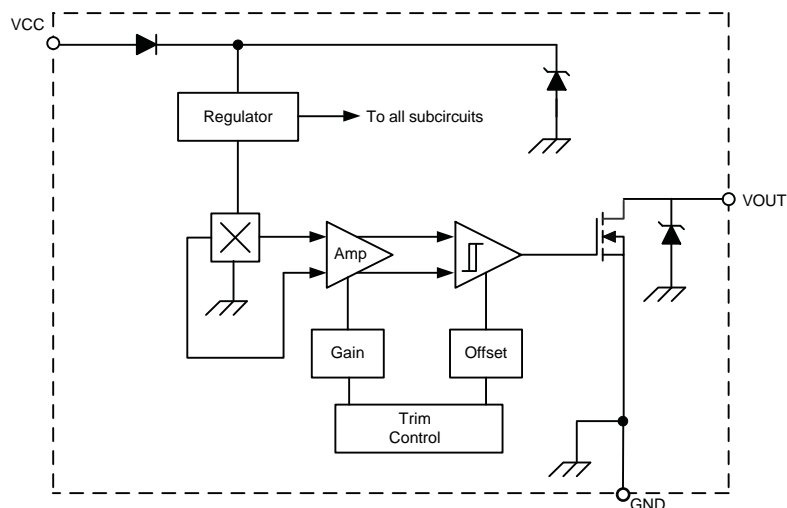 VCC
Regulator
To all subcircuits
VOUT
Amp
Gain
Offset
Trim
Control
GND